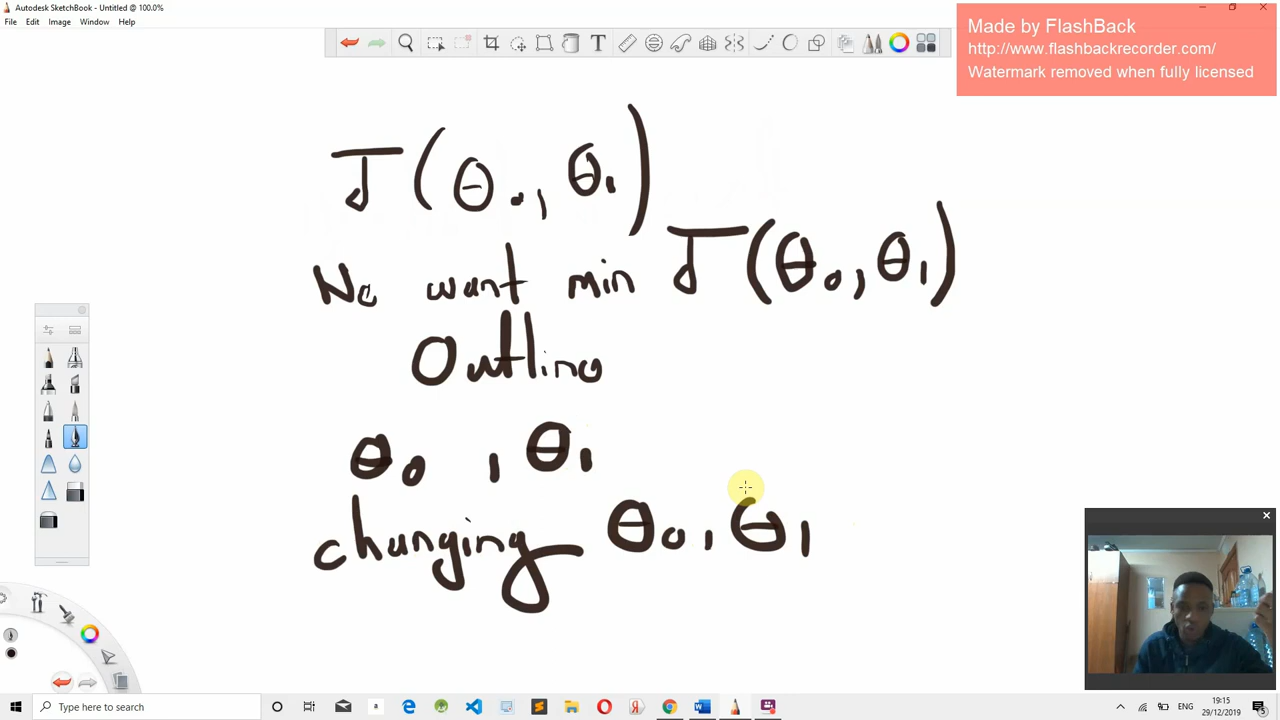 Autodesk SketchBook - Untitled @ 100.0%
File Edit Image Window Help
Made by FlashBack
http://www.flashbackrecorder.com/
Watermark removed when fully licensed
J(θ0, θ1)
We want min J(θ0, θ1)
Outline
θ0 , θ1
changing θ0, θ1
Type here to search
ENG
19:15
29/12/2019